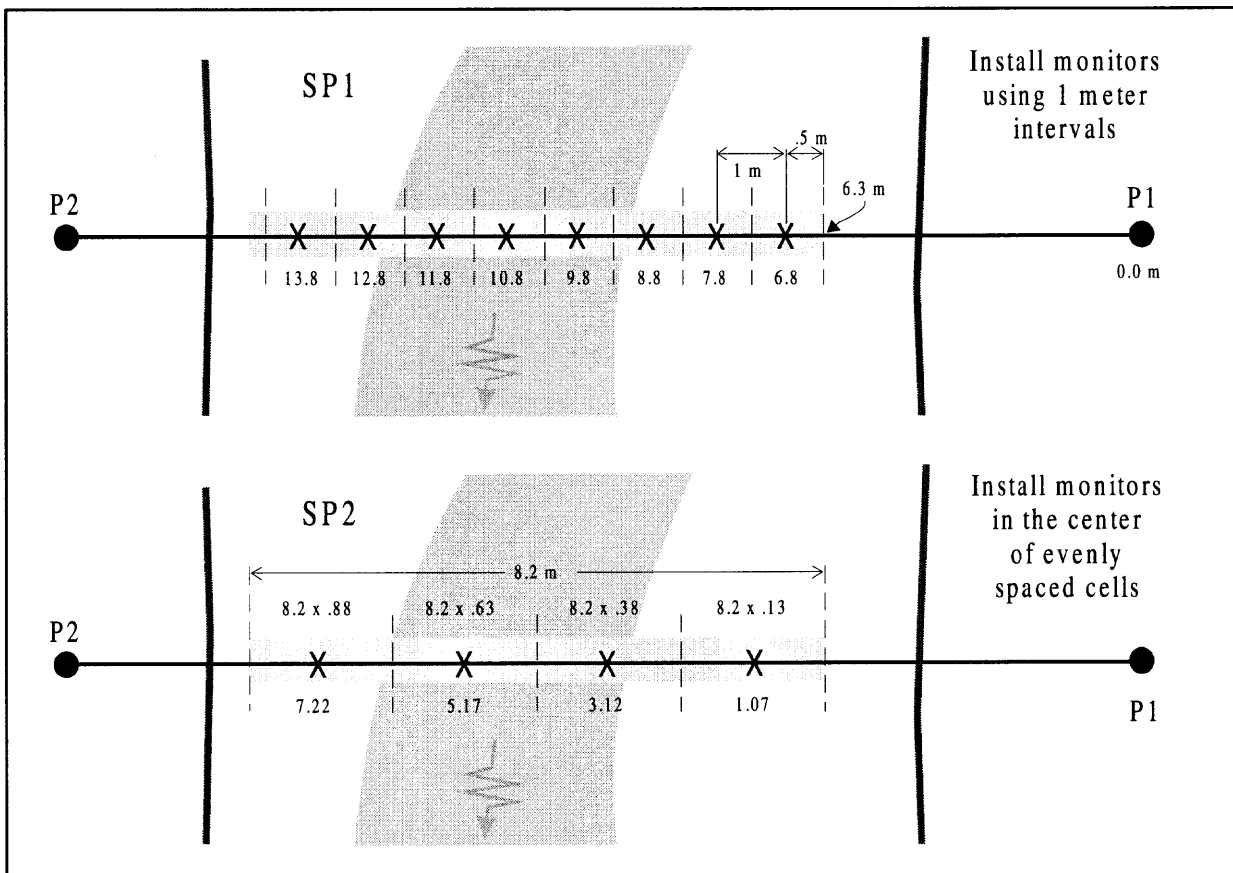 SP1
Install monitors
using 1 meter
intervals
.5 m
1 m
6.3 m
P2
P1
13.8 12.8 11.8 10.8 9.8 8.8 7.8 6.8
0.0 m
SP2
Install monitors
in the center
of evenly
spaced cells
8.2 m
8.2 x .88 8.2 x .63 8.2 x .38 8.2 x .13
P2
7.22 5.17 3.12 1.07
P1